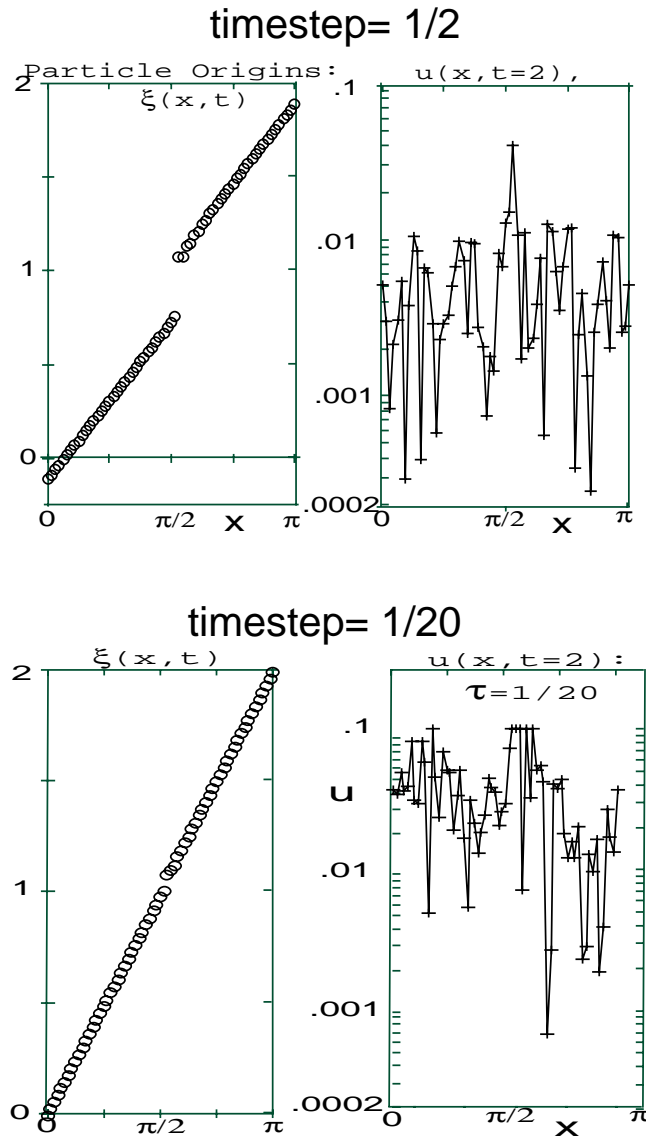 timestep= 1/2
Particle Origins:
ξ(x,t)
2
1
0
0
π/2
x
π
u(x,t=2),
.1
.01
.001
.0002
0
π/2
x
π
timestep= 1/20
ξ(x,t)
2
1
0
0
π/2
π
u(x,t=2):
τ=1/20
.1
u
.01
.001
.0002
0
π/2
x
π